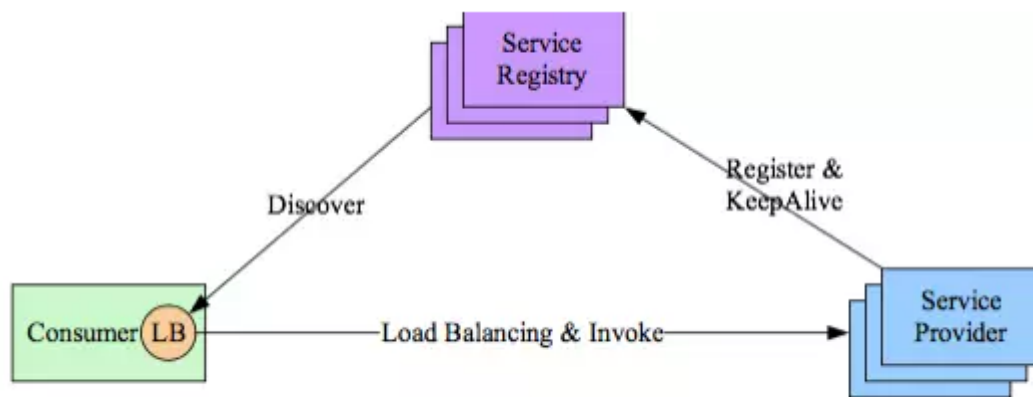 Service
Registry
Register &
KeepAlive
Discover
Consumer
LB
Load Balancing & Invoke
Service
Provider